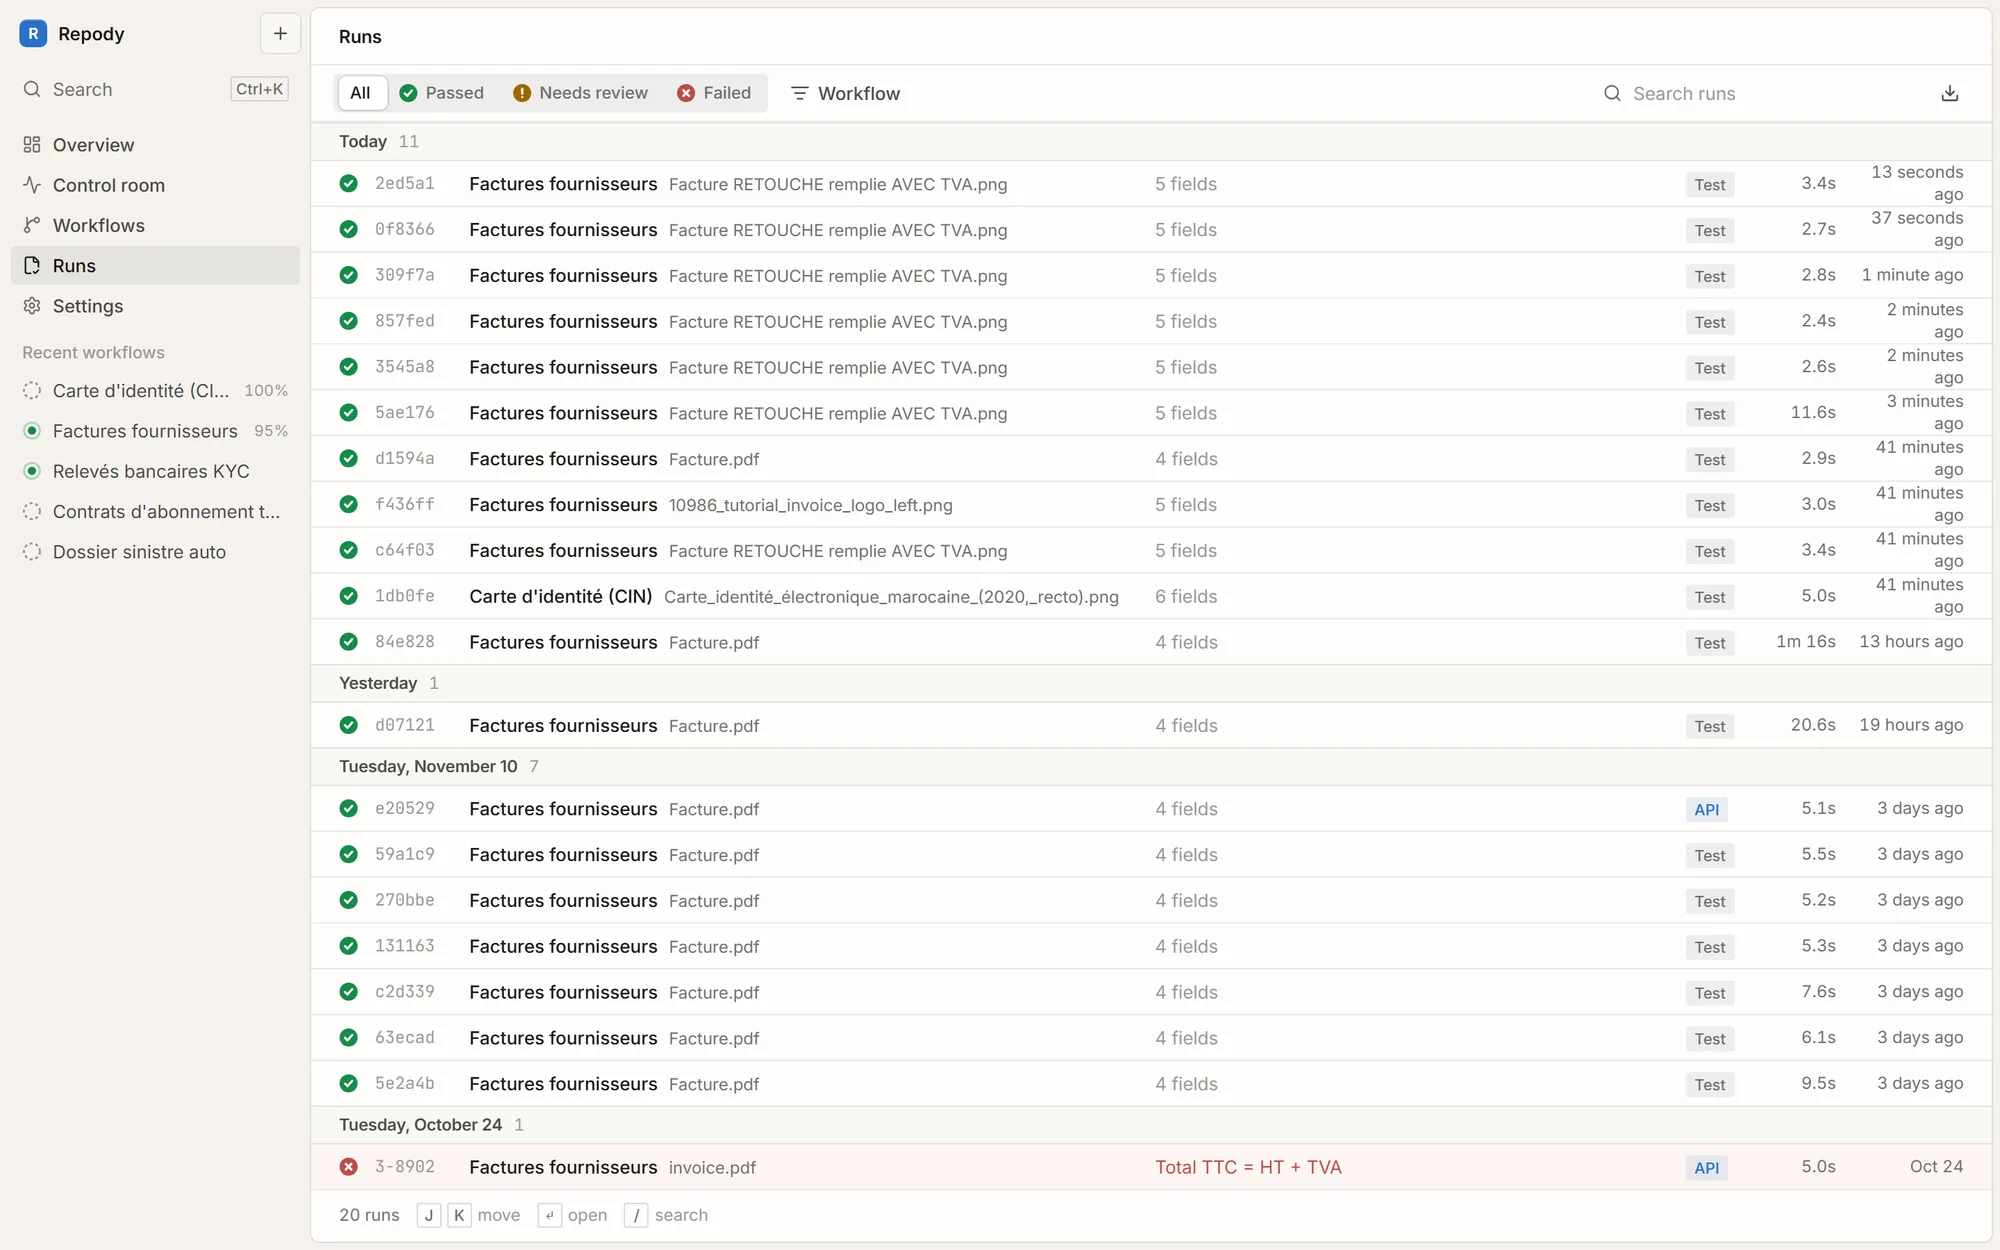 R Repody +
Search Ctrl+K
Overview
Control room
Workflows
Runs
Settings
Recent workflows
Carte d'identité (CI... 100%
Factures fournisseurs 95%
Relevés bancaires KYC
Contrats d'abonnement t...
Dossier sinistre auto
Runs
All Passed Needs review Failed Workflow Search runs
Today 11
2ed5a1 Factures fournisseurs Facture RETOUCHE remplie AVEC TVA.png 5 fields Test 3.4s 13 seconds ago
0f8366 Factures fournisseurs Facture RETOUCHE remplie AVEC TVA.png 5 fields Test 2.7s 37 seconds ago
309f7a Factures fournisseurs Facture RETOUCHE remplie AVEC TVA.png 5 fields Test 2.8s 1 minute ago
857fed Factures fournisseurs Facture RETOUCHE remplie AVEC TVA.png 5 fields Test 2.4s 2 minutes ago
3545a8 Factures fournisseurs Facture RETOUCHE remplie AVEC TVA.png 5 fields Test 2.6s 2 minutes ago
5ae176 Factures fournisseurs Facture RETOUCHE remplie AVEC TVA.png 5 fields Test 11.6s 3 minutes ago
d1594a Factures fournisseurs Facture.pdf 4 fields Test 2.9s 41 minutes ago
f436ff Factures fournisseurs 10986_tutorial_invoice_logo_left.png 5 fields Test 3.0s 41 minutes ago
c64f03 Factures fournisseurs Facture RETOUCHE remplie AVEC TVA.png 5 fields Test 3.4s 41 minutes ago
1db0fe Carte d'identité (CIN) Carte_identité_électronique_marocaine_(2020,_recto).png 6 fields Test 5.0s 41 minutes ago
84e828 Factures fournisseurs Facture.pdf 4 fields Test 1m 16s 13 hours ago
Yesterday 1
d07121 Factures fournisseurs Facture.pdf 4 fields Test 20.6s 19 hours ago
Tuesday, November 10 7
e20529 Factures fournisseurs Facture.pdf 4 fields API 5.1s 3 days ago
59a1c9 Factures fournisseurs Facture.pdf 4 fields Test 5.5s 3 days ago
270bbe Factures fournisseurs Facture.pdf 4 fields Test 5.2s 3 days ago
131163 Factures fournisseurs Facture.pdf 4 fields Test 5.3s 3 days ago
c2d339 Factures fournisseurs Facture.pdf 4 fields Test 7.6s 3 days ago
63ecad Factures fournisseurs Facture.pdf 4 fields Test 6.1s 3 days ago
5e2a4b Factures fournisseurs Facture.pdf 4 fields Test 9.5s 3 days ago
Tuesday, October 24 1
3-8902 Factures fournisseurs invoice.pdf Total TTC = HT + TVA API 5.0s Oct 24
20 runs J K move ↵ open / search